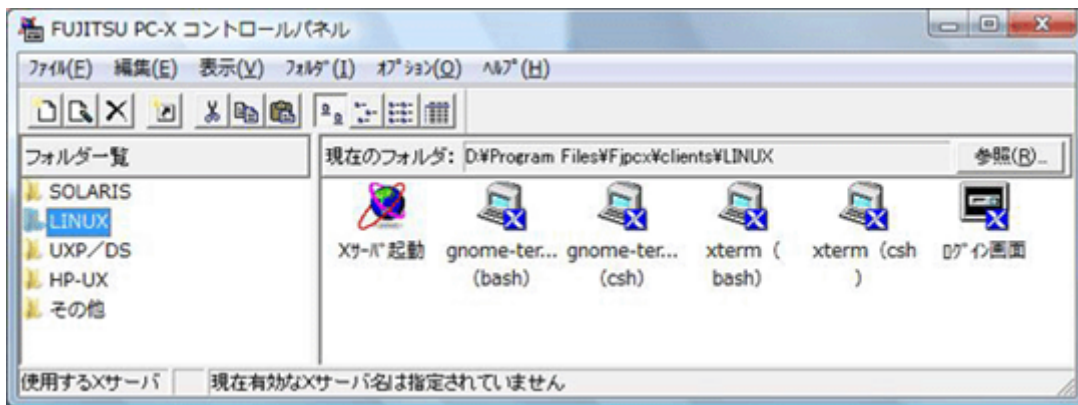 FUJITSU PC-X コントロールパネル
ﾌｧｲﾙ(F) 編集(E) 表示(V) ﾌｫﾙﾀﾞ(I) ｵﾌﾟｼｮﾝ(O) ﾍﾙﾌﾟ(H)
フォルダ一覧
現在のフォルダ: D:¥Program Files¥Fjpcx¥clients¥LINUX 参照(R)...
SOLARIS
LINUX
UXP／DS
HP-UX
その他
Xｻｰﾊﾞ起動
gnome-ter...
(bash)
gnome-ter...
(csh)
xterm (
bash)
xterm (csh
)
ﾛｸﾞｲﾝ画面
使用するXサーバ 現在有効なXサーバ名は指定されていません